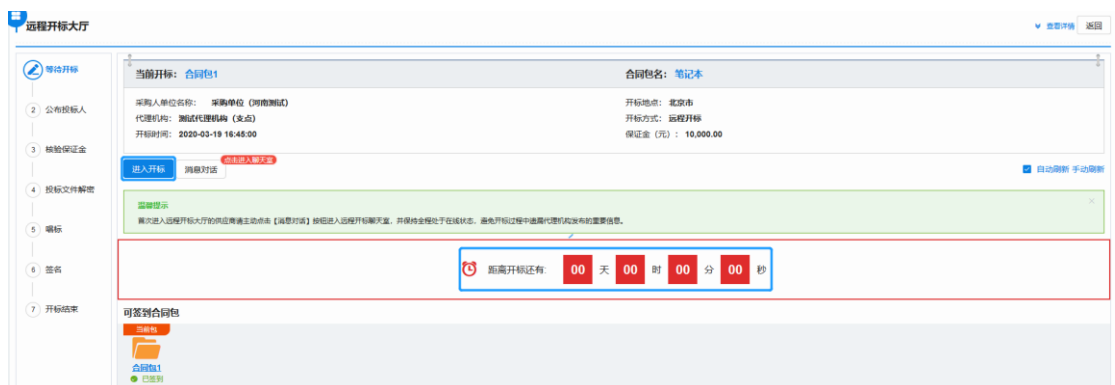 远程开标大厅
查看详情 返回
等待开标
2 公布投标人
3 核验保证金
4 投标文件解密
5 唱标
6 签名
7 开标结束
当前开标： 合同包1 合同包名： 笔记本
采购人单位名称： 采购单位（河南测试） 开标地点： 北京市
代理机构： 测试代理机构（支点） 开标方式： 远程开标
开标时间： 2020-03-19 16:45:00 保证金（元）： 10,000.00
点击进入聊天室
进入开标 消息对话 自动刷新 手动刷新
温馨提示
首次进入远程开标大厅的供应商请主动点击【消息对话】按钮进入远程开标聊天室，并保持全程处于在线状态，避免开标过程中遗漏代理机构发布的重要信息。
距离开标还有: 00 天 00 时 00 分 00 秒
可签到合同包
当前包
合同包1
已签到